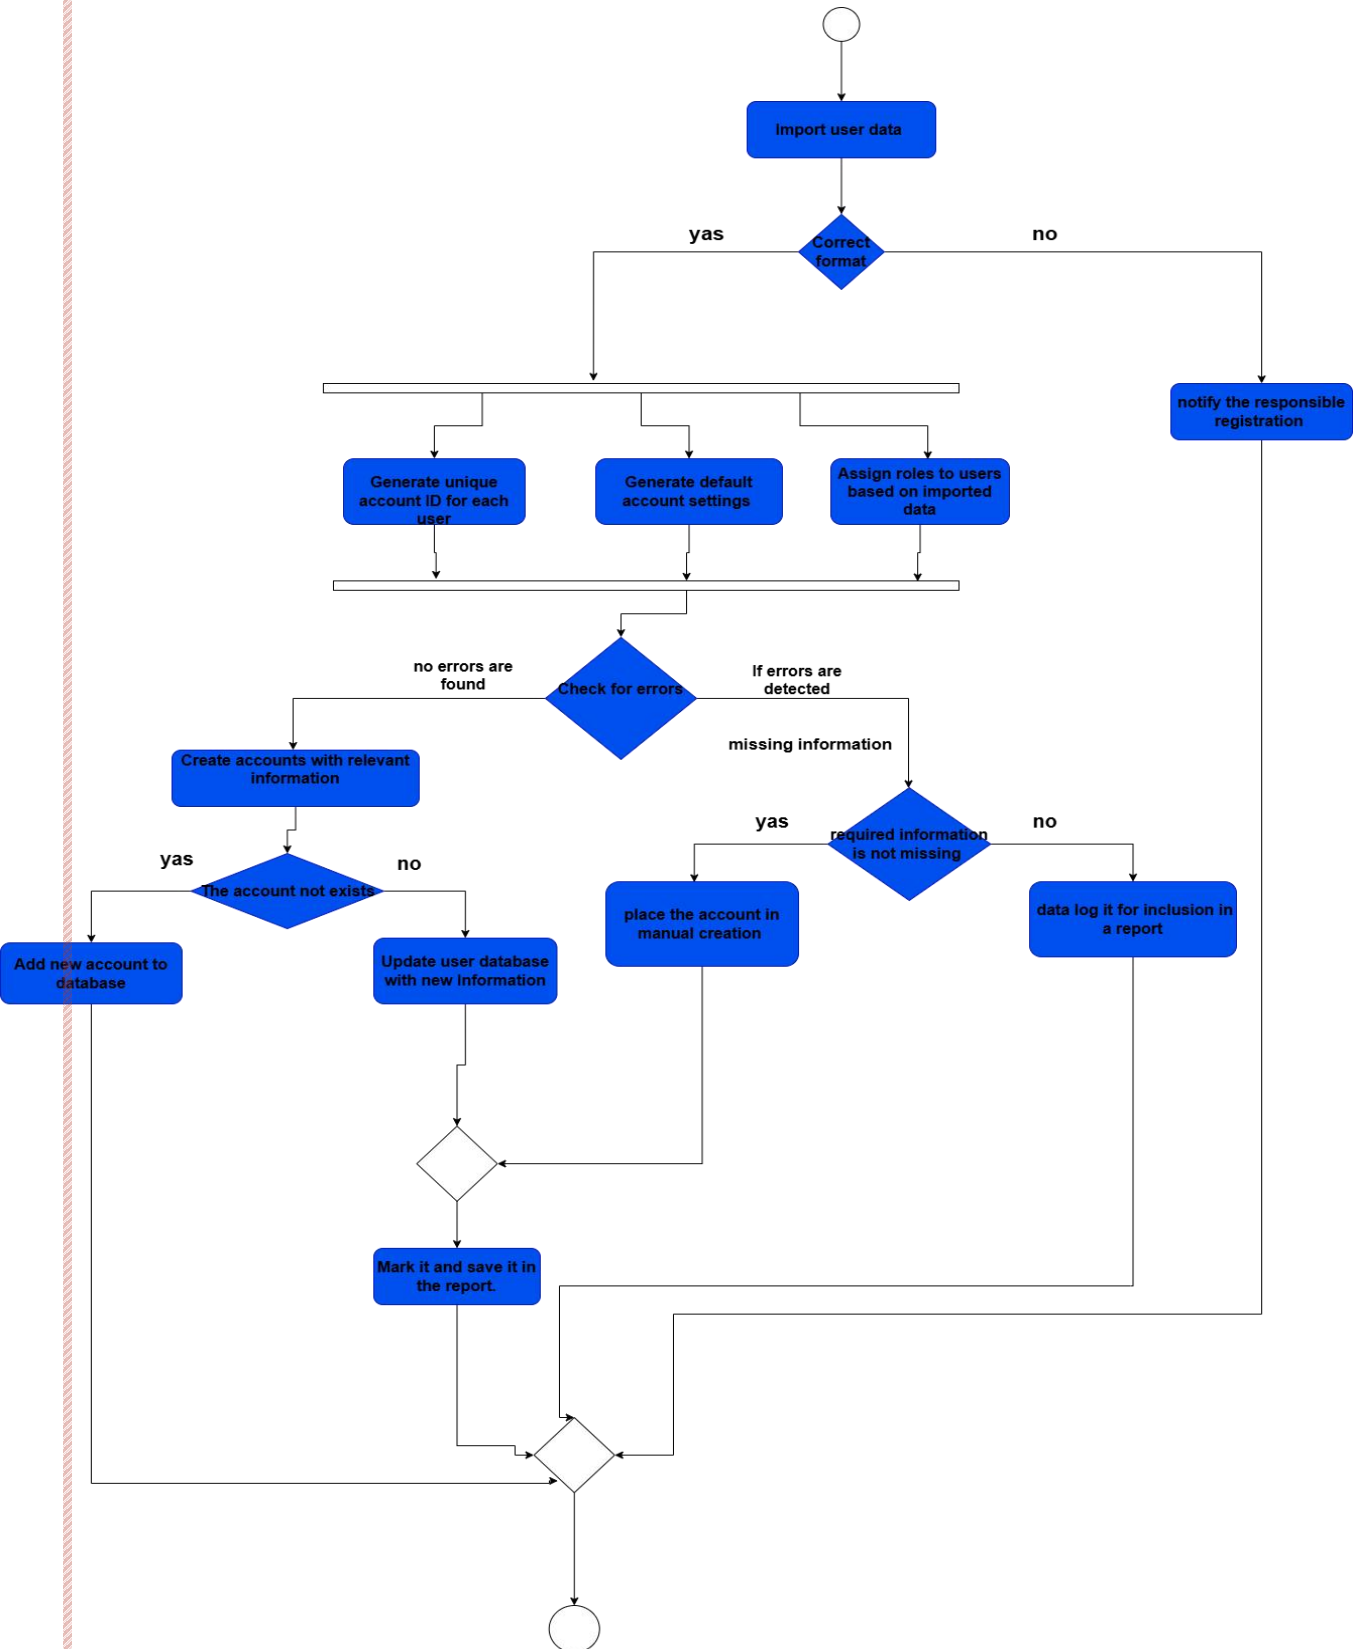 Import user data
yas
no
Correct
format
notify the responsible
registration
Generate unique
account ID for each
user
Generate default
account settings
Assign roles to users
based on imported
data
no errors are
found
If errors are
detected
Check for errors
missing information
Create accounts with relevant
information
yas
no
required information
is not missing
yas
no
The account not exists
place the account in
manual creation
data log it for inclusion in
a report
Add new account to
database
Update user database
with new Information
Mark it and save it in
the report.